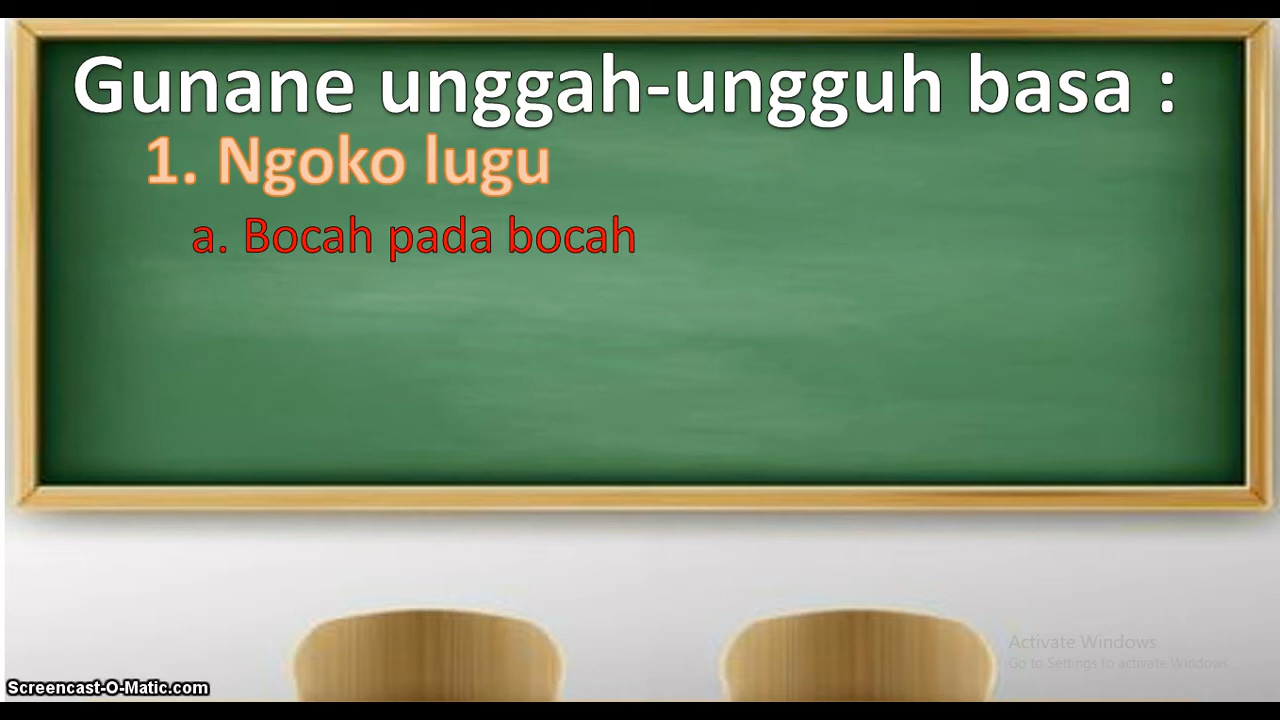 Gunane unggah-ungguh basa :
1. Ngoko lugu
a. Bocah pada bocah
Activate Windows
Go to Settings to activate Windows.
Screencast-O-Matic.com